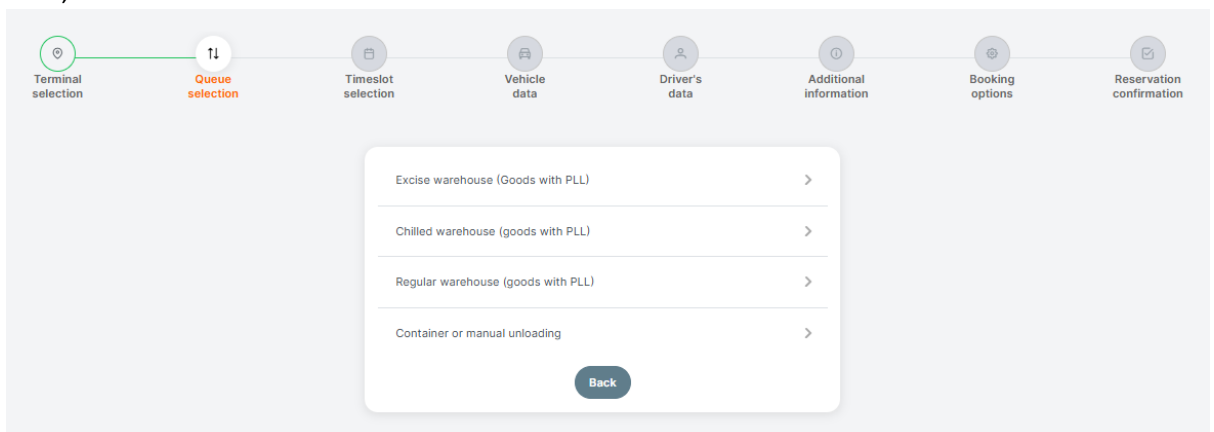 Terminal selection
Queue selection
Timeslot selection
Vehicle data
Driver's data
Additional information
Booking options
Reservation confirmation
Excise warehouse (Goods with PLL)
Chilled warehouse (goods with PLL)
Regular warehouse (goods with PLL)
Container or manual unloading
Back